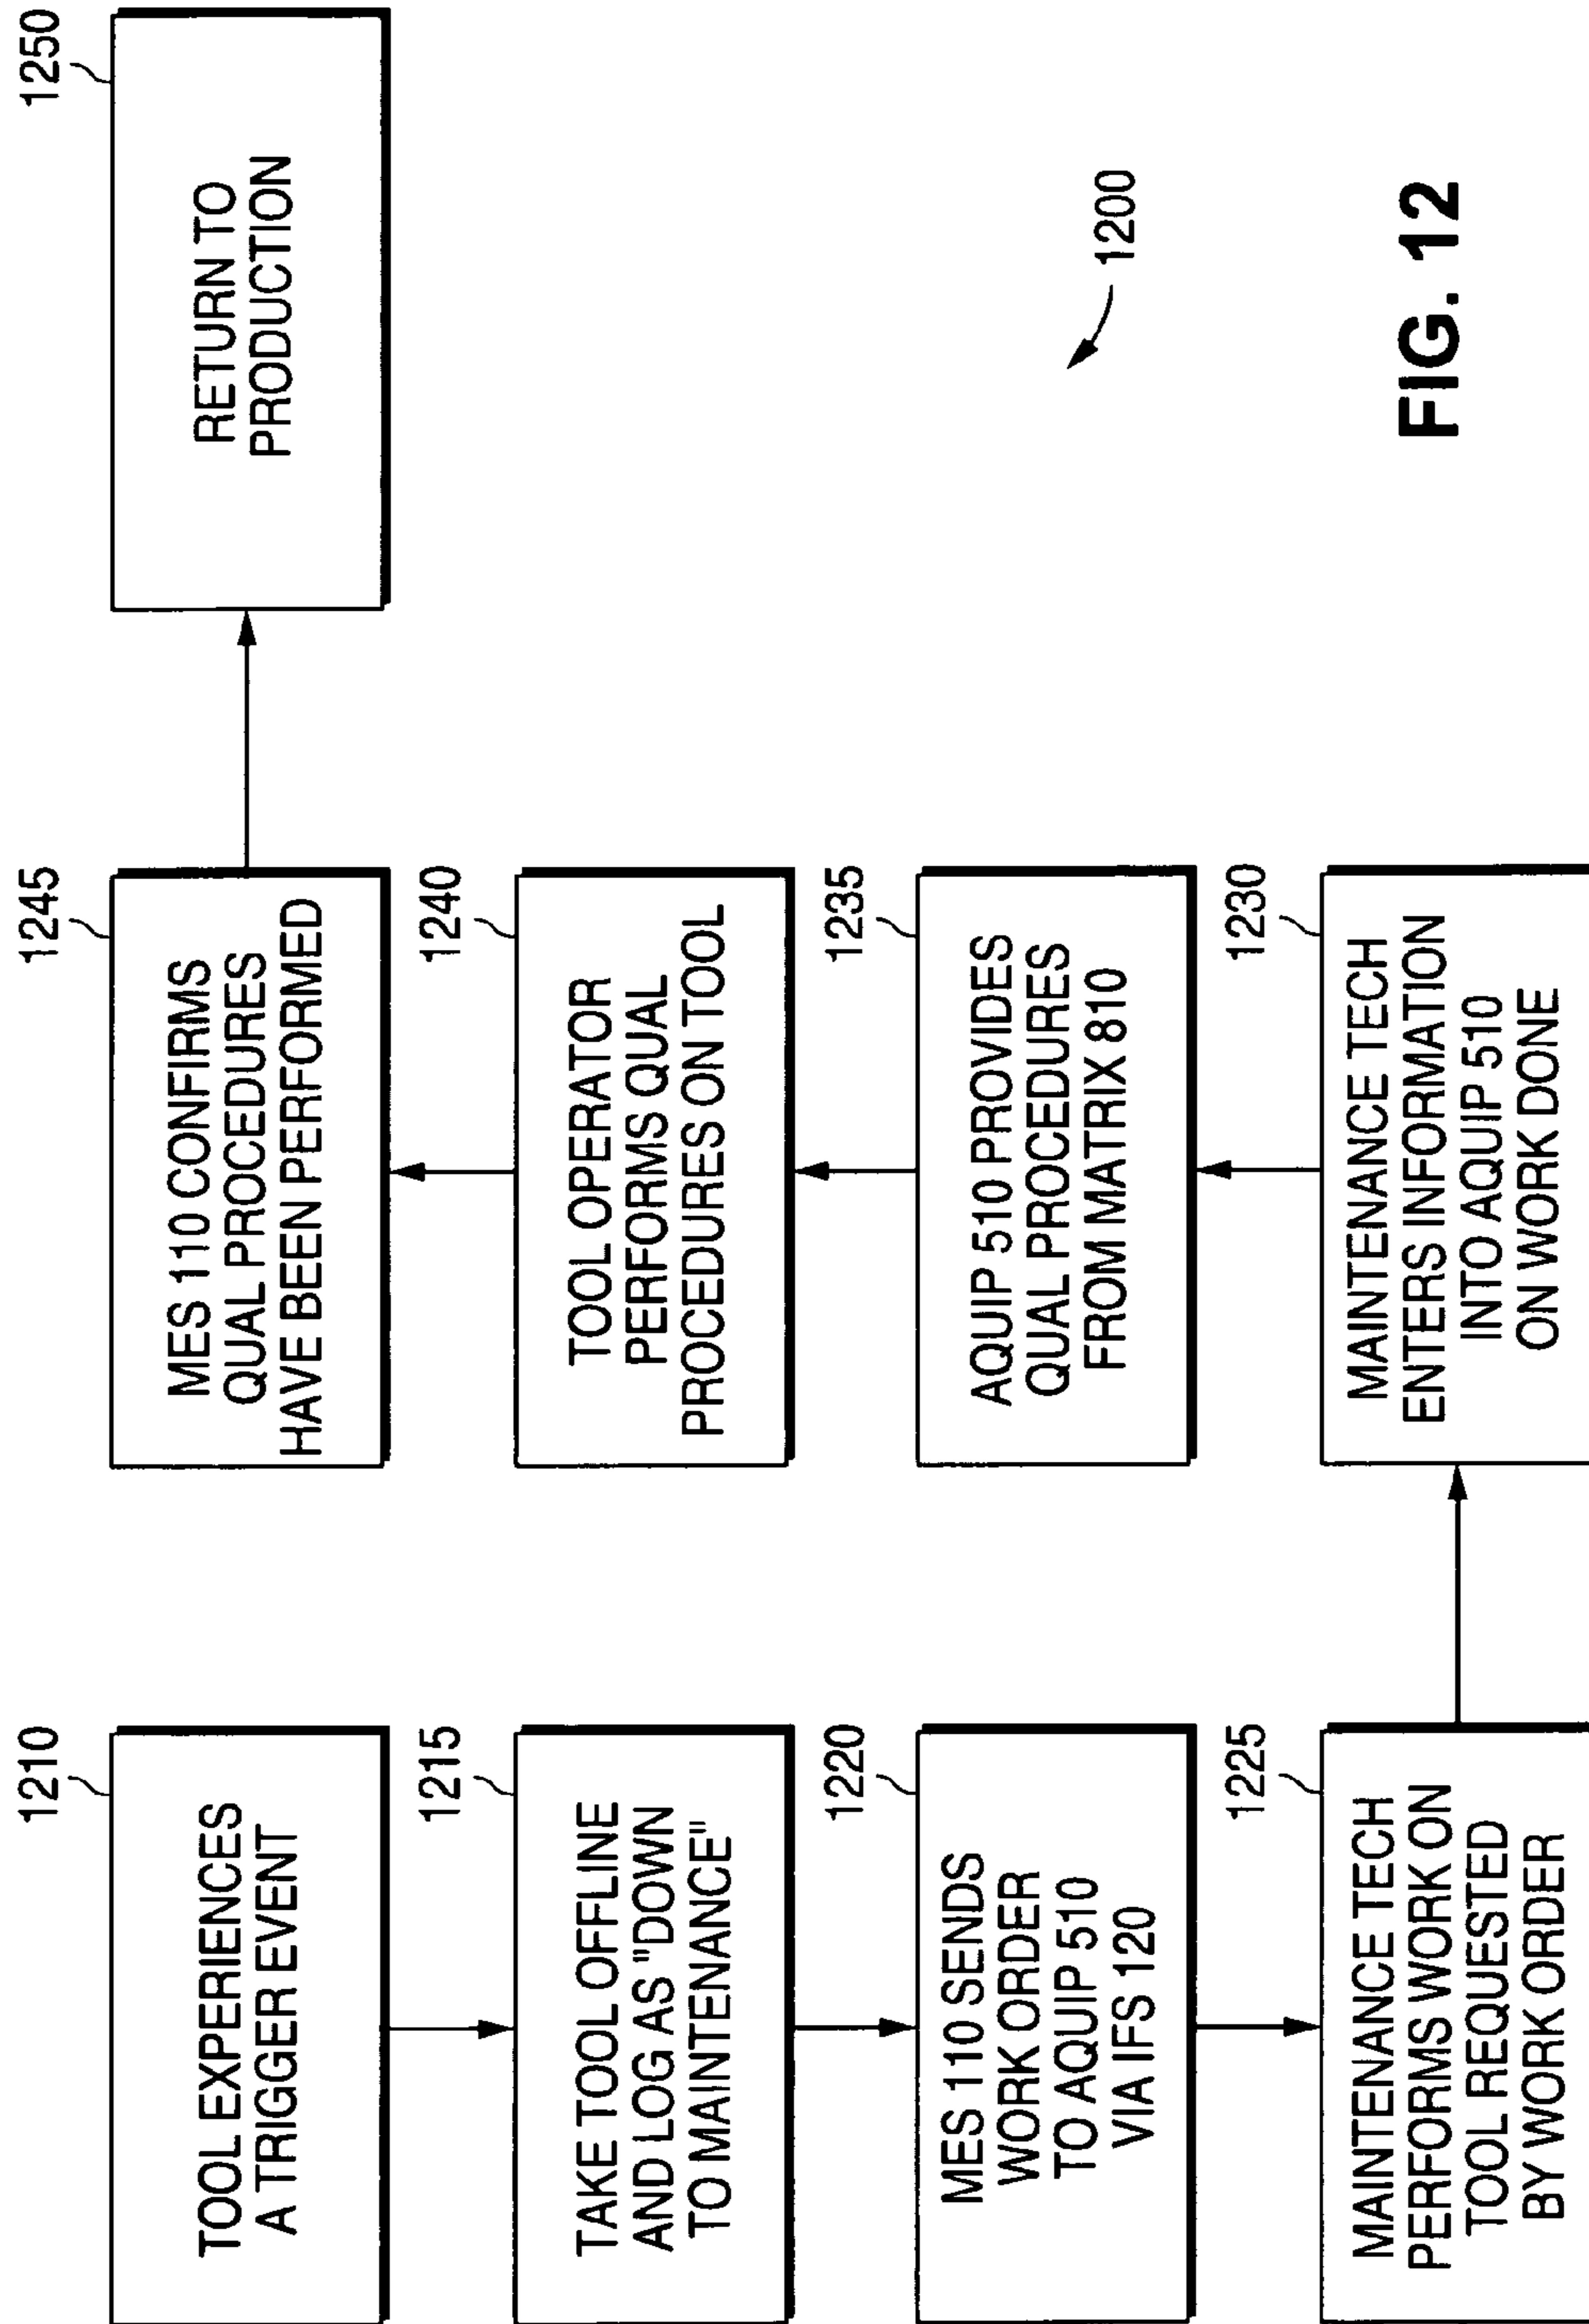 1210
TOOL EXPERIENCES
A TRIGGER EVENT
1215
TAKE TOOL OFFLINE
AND LOG AS "DOWN
TO MAINTENANCE"
1220
MES 110 SENDS
WORK ORDER
TO AQUIP 510
VIA IFS 120
1225
MAINTENANCE TECH
PERFORMS WORK ON
TOOL REQUESTED
BY WORK ORDER
1230
MAINTENANCE TECH
ENTERS INFORMATION
INTO AQUIP 510
ON WORK DONE
1235
AQUIP 510 PROVIDES
QUAL PROCEDURES
FROM MATRIX 810
1240
TOOL OPERATOR
PERFORMS QUAL
PROCEDURES ON TOOL
1245
MES 110 CONFIRMS
QUAL PROCEDURES
HAVE BEEN PERFORMED
1250
RETURN TO
PRODUCTION
1200
FIG. 12